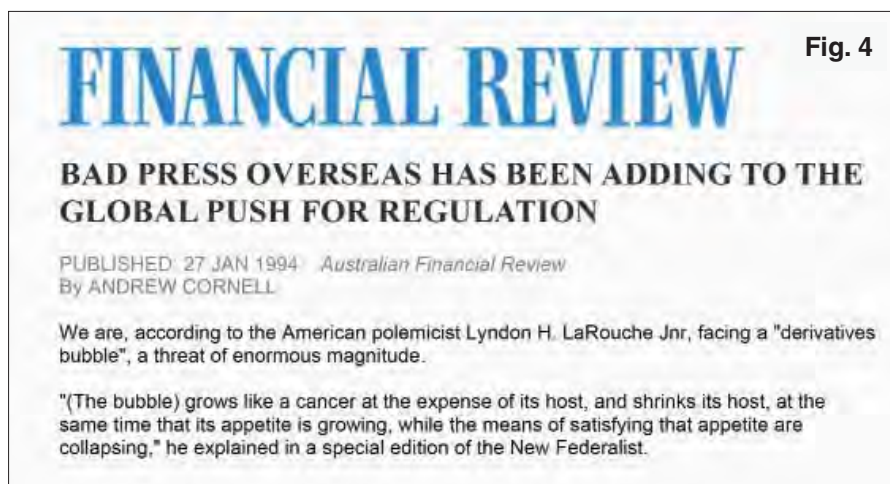 Fig. 4
FINANCIAL REVIEW
BAD PRESS OVERSEAS HAS BEEN ADDING TO THE
GLOBAL PUSH FOR REGULATION
PUBLISHED: 27 JAN 1994 Australian Financial Review
By ANDREW CORNELL
We are, according to the American polemicist Lyndon H. LaRouche Jnr, facing a "derivatives
bubble", a threat of enormous magnitude.
"(The bubble) grows like a cancer at the expense of its host, and shrinks its host, at the
same time that its appetite is growing, while the means of satisfying that appetite are
collapsing," he explained in a special edition of the New Federalist.